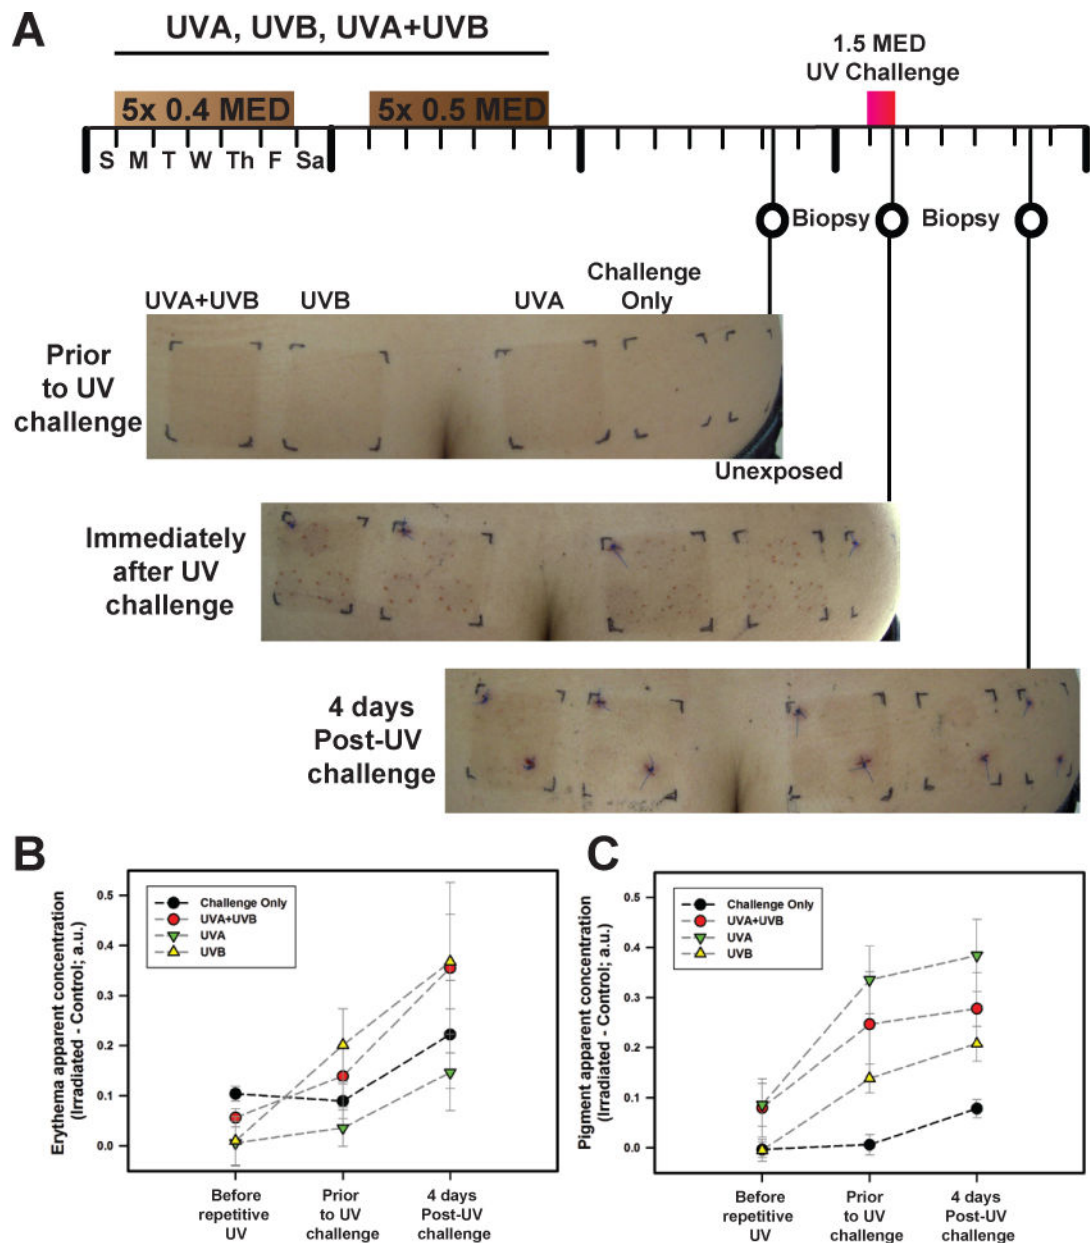 A
UVA, UVB, UVA+UVB
1.5 MED
UV Challenge
5x 0.4 MED
5x 0.5 MED
S M T W Th F Sa
Biopsy
Biopsy
Challenge
Only
UVA+UVB
UVB
UVA
Prior
to UV
challenge
Unexposed
Immediately
after UV
challenge
4 days
Post-UV
challenge
B
Erythema apparent concentration
(Irradiated - Control; a.u.)
0.5
0.4
0.3
0.2
0.1
0.0
Challenge Only
UVA+UVB
UVA
UVB
Before
repetitive
UV
Prior
to UV
challenge
4 days
Post-UV
challenge
C
Pigment apparent concentration
(Irradiated - Control; a.u.)
0.5
0.4
0.3
0.2
0.1
0.0
Challenge Only
UVA+UVB
UVA
UVB
Before
repetitive
UV
Prior
to UV
challenge
4 days
Post-UV
challenge